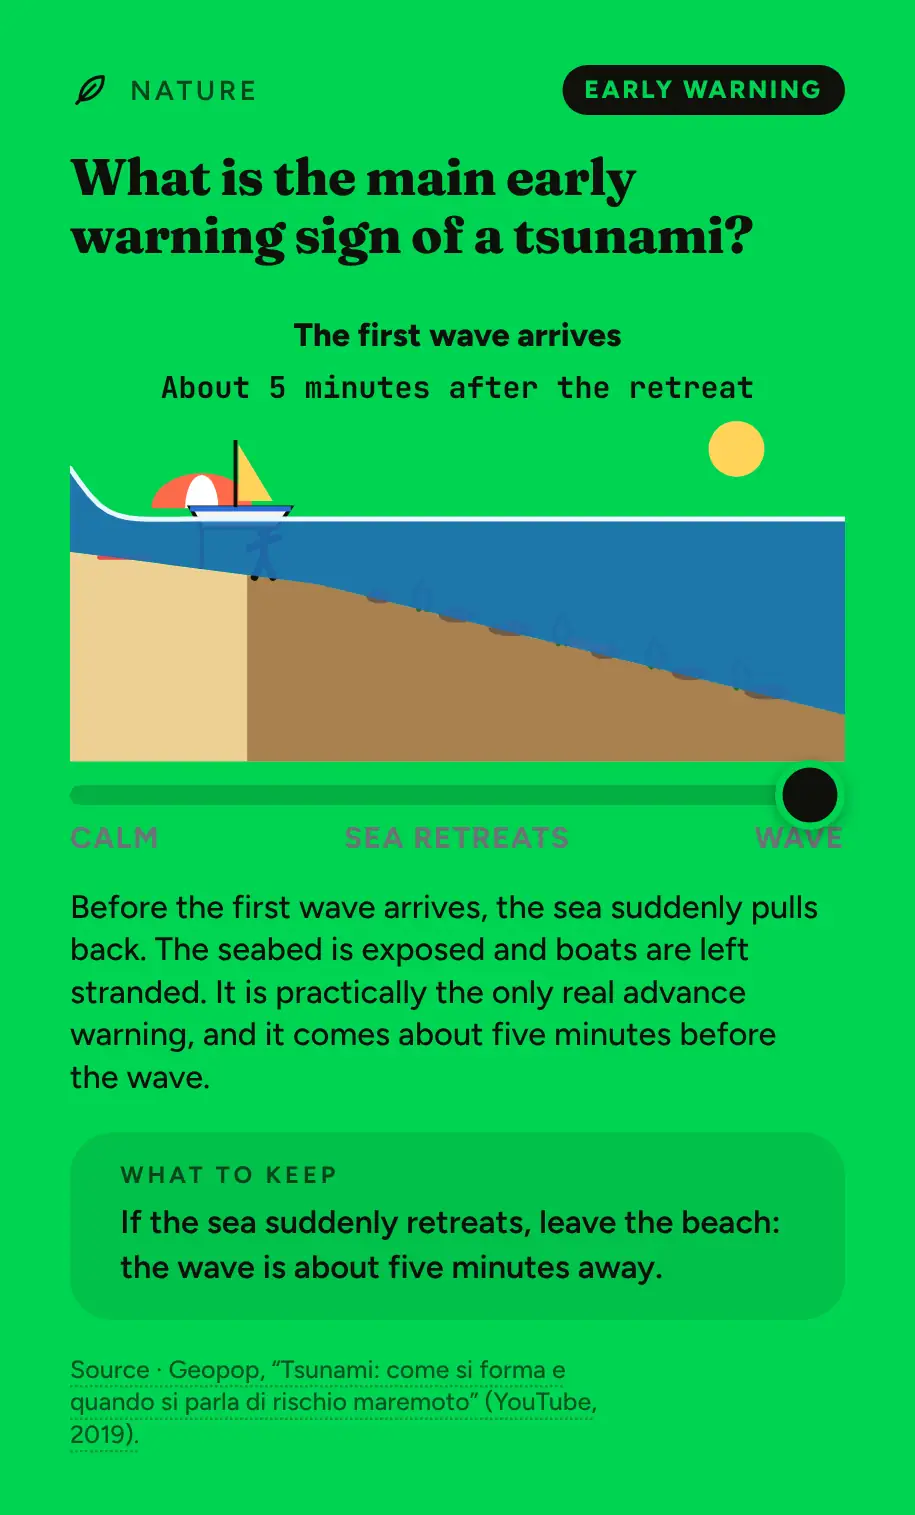 NATURE
EARLY WARNING
What is the main early
warning sign of a tsunami?
The first wave arrives
About 5 minutes after the retreat
CALM
SEA RETREATS
WAVE
Before the first wave arrives, the sea suddenly pulls
back. The seabed is exposed and boats are left
stranded. It is practically the only real advance
warning, and it comes about five minutes before
the wave.
WHAT TO KEEP
If the sea suddenly retreats, leave the beach:
the wave is about five minutes away.
Source · Geopop, “Tsunami: come si forma e
quando si parla di rischio maremoto” (YouTube,
2019).